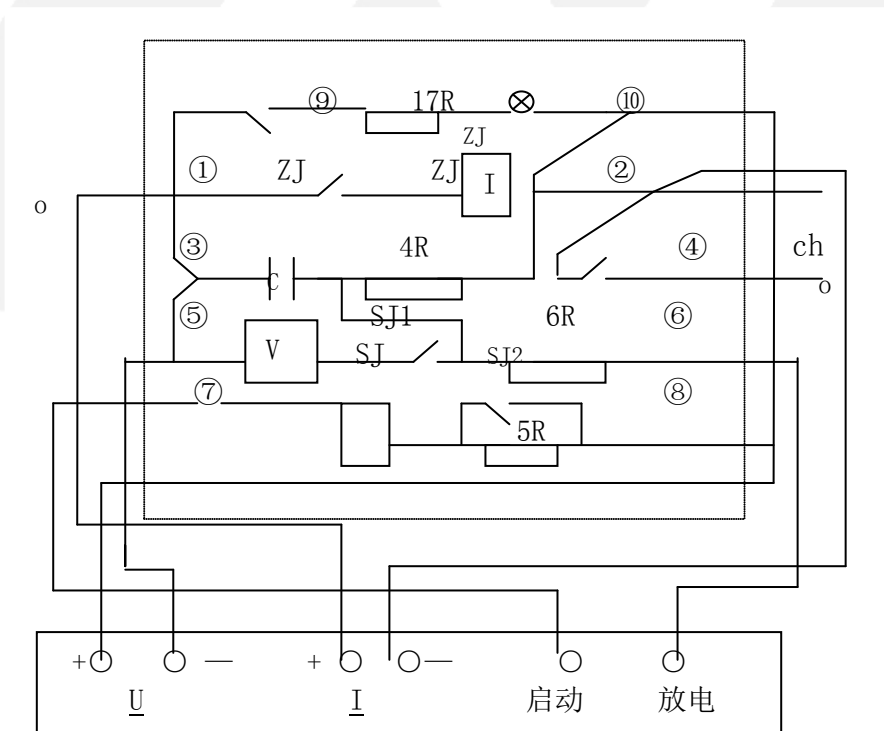 ⑨ 17R ⑩
ZJ
① ZJ ZJ I ②
o
③ 4R ④ ch
C o
⑤ SJ1 6R ⑥
V SJ SJ2
⑦ ⑧
5R
+ — + — 启动 放电
U I